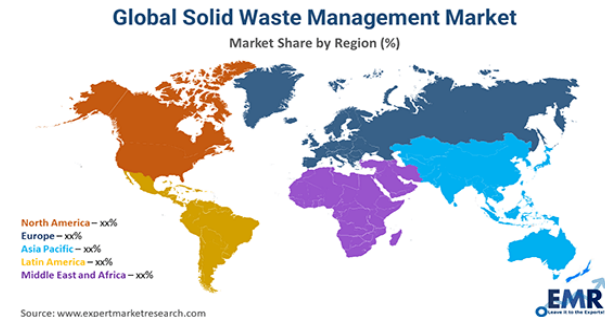 Global Solid Waste Management Market
Market Share by Region (%)
North America – xx%
Europe – xx%
Asia Pacific – xx%
Latin America – xx%
Middle East and Africa – xx%
EMR
Leave it to the Experts!
Source: www.expertmarketresearch.com